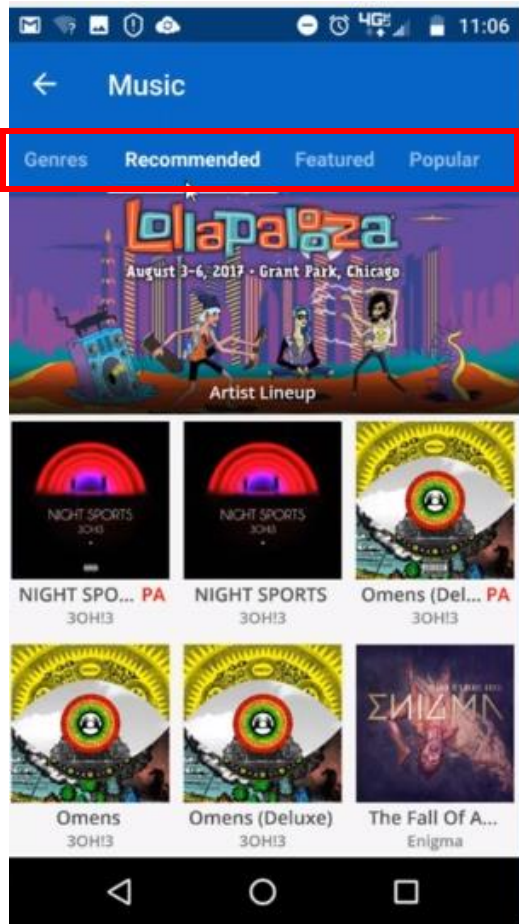 4G 11:06
Music
Genres Recommended Featured Popular
Lollapalooza
August 3-6, 2017 · Grant Park, Chicago
Artist Lineup
NIGHT SPORTS NIGHT SPORTS
3OH!3 3OH!3
NIGHT SPO... PA NIGHT SPORTS Omens (Del... PA
3OH!3 3OH!3 3OH!3
ENIGMA
Omens Omens (Deluxe) The Fall Of A...
3OH!3 3OH!3 Enigma